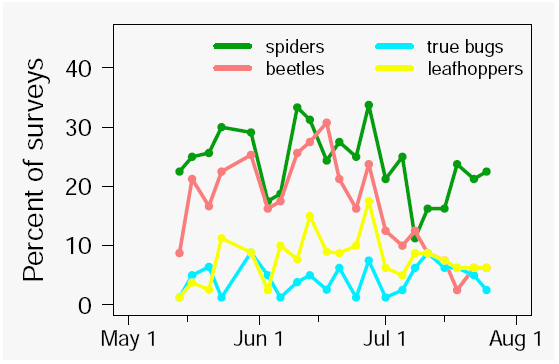 spiders
beetles
true bugs
leafhoppers
Percent of surveys
40
30
20
10
0
May 1
Jun 1
Jul 1
Aug 1